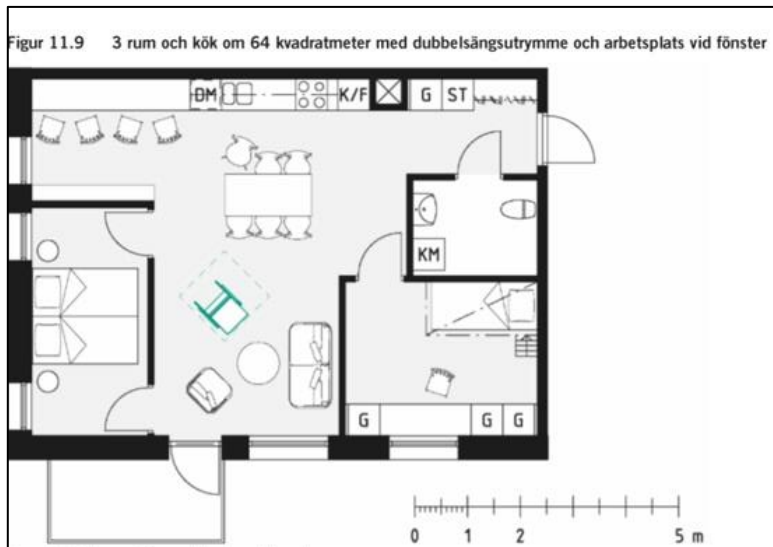 Figur 11.9 3 rum och kök om 64 kvadratmeter med dubbelsängsutrymme och arbetsplats vid fönster
DM K/F G ST
KM
G G G
0 1 2 5 m